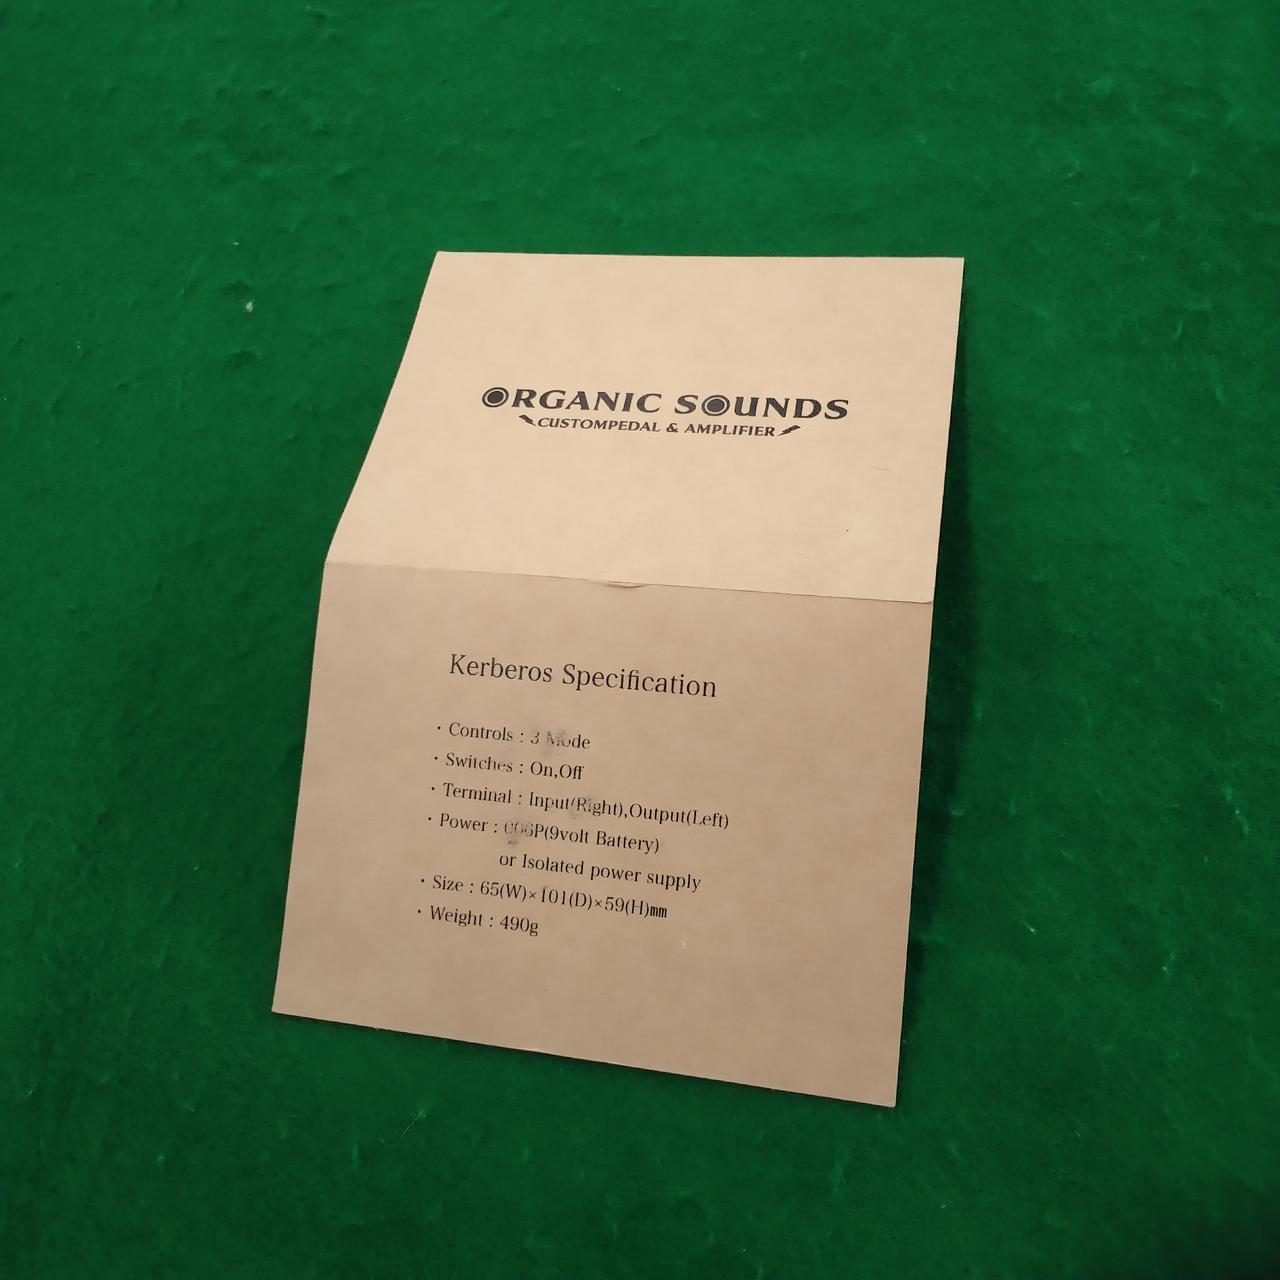 ORGANIC SOUNDS
CUSTOMPEDAL & AMPLIFIER
Kerberos Specification
・Controls : 3 Mode
・Switches : On,Off
・Terminal : Input(Right),Output(Left)
・Power : 006P(9volt Battery)
or Isolated power supply
・Size : 65(W)×101(D)×59(H)㎜
・Weight : 490g